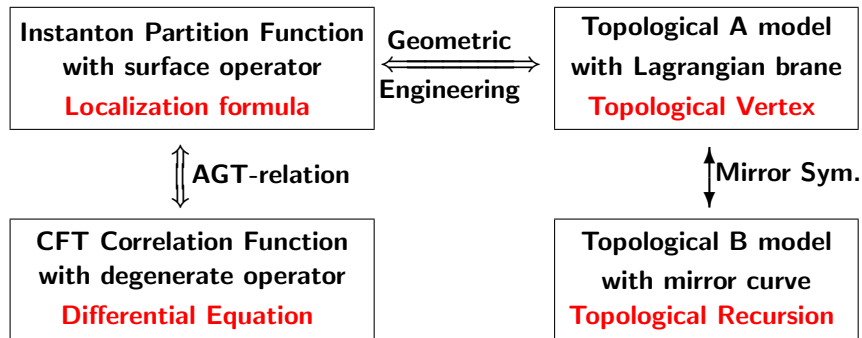 Instanton Partition Function
with surface operator
Localization formula
Geometric
Engineering
Topological A model
with Lagrangian brane
Topological Vertex
AGT-relation
Mirror Sym.
CFT Correlation Function
with degenerate operator
Differential Equation
Topological B model
with mirror curve
Topological Recursion